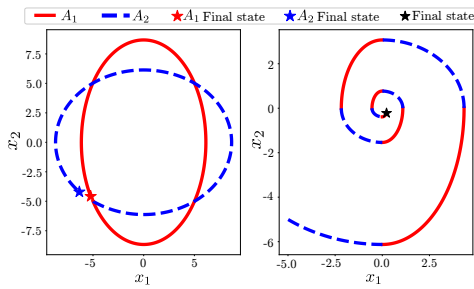 A₁ A₂ A₁ Final state A₂ Final state Final state
7.5
5.0
2.5
0.0
-2.5
-5.0
-7.5
x₂
-5 0 5
x₁
2
0
-2
-4
-6
x₂
-5.0 -2.5 0.0 2.5
x₁